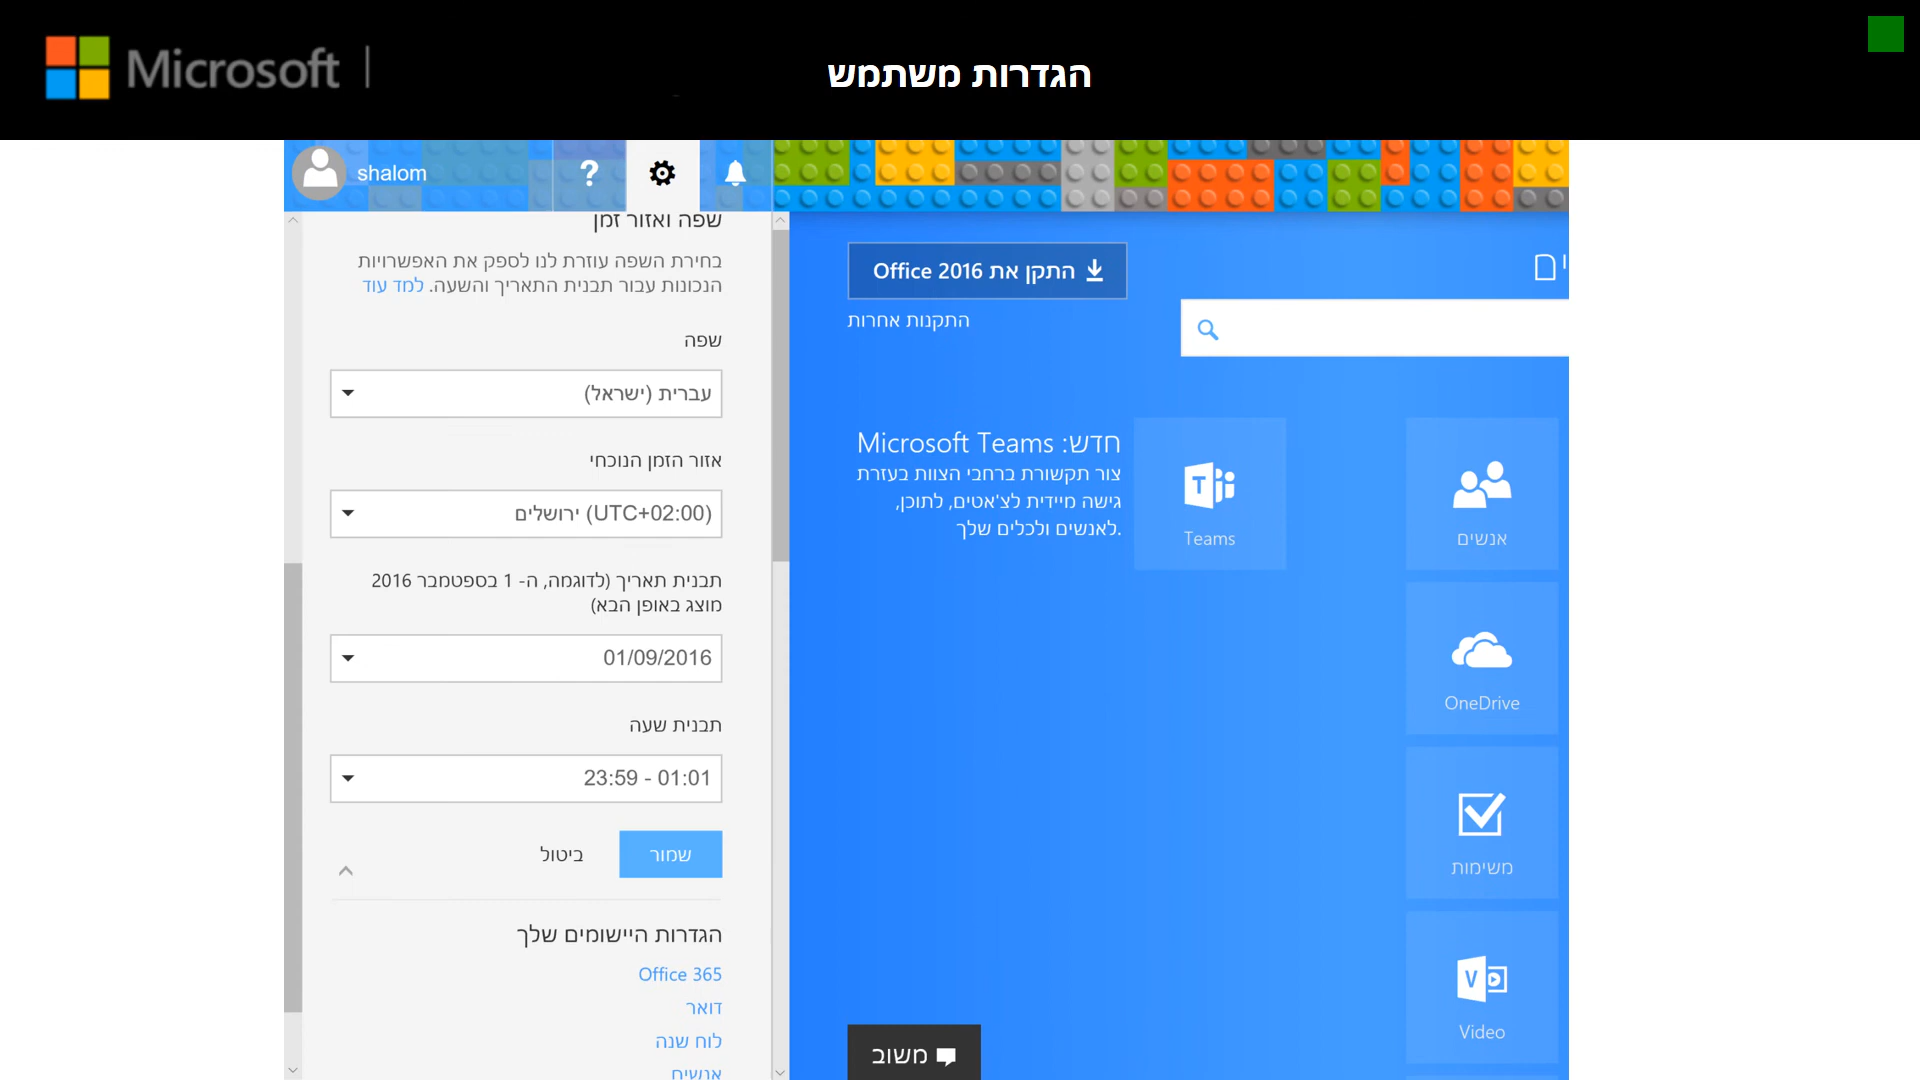 Microsoft
הגדרות משתמש
shalom
?
שפה ואזור זמן
בחירת השפה עוזרת לנו לספק את האפשרויות
הנכונות עבור תבנית התאריך והשעה. למד עוד
שפה
עברית (ישראל)
אזור הזמן הנוכחי
(UTC+02:00) ירושלים
תבנית תאריך (לדוגמה, ה- 1 בספטמבר 2016
מוצג באופן הבא)
01/09/2016
תבנית שעה
01:01 - 23:59
שמור
ביטול
הגדרות היישומים שלך
Office 365
דואר
לוח שנה
אנשים
התקן את Office 2016
התקנות אחרות
חדש: Microsoft Teams
צור תקשורת ברחבי הצוות בעזרת
גישה מיידית לצ'אטים, לתוכן,
לאנשים ולכלים שלך.
Teams
אנשים
OneDrive
משימות
Video
משוב